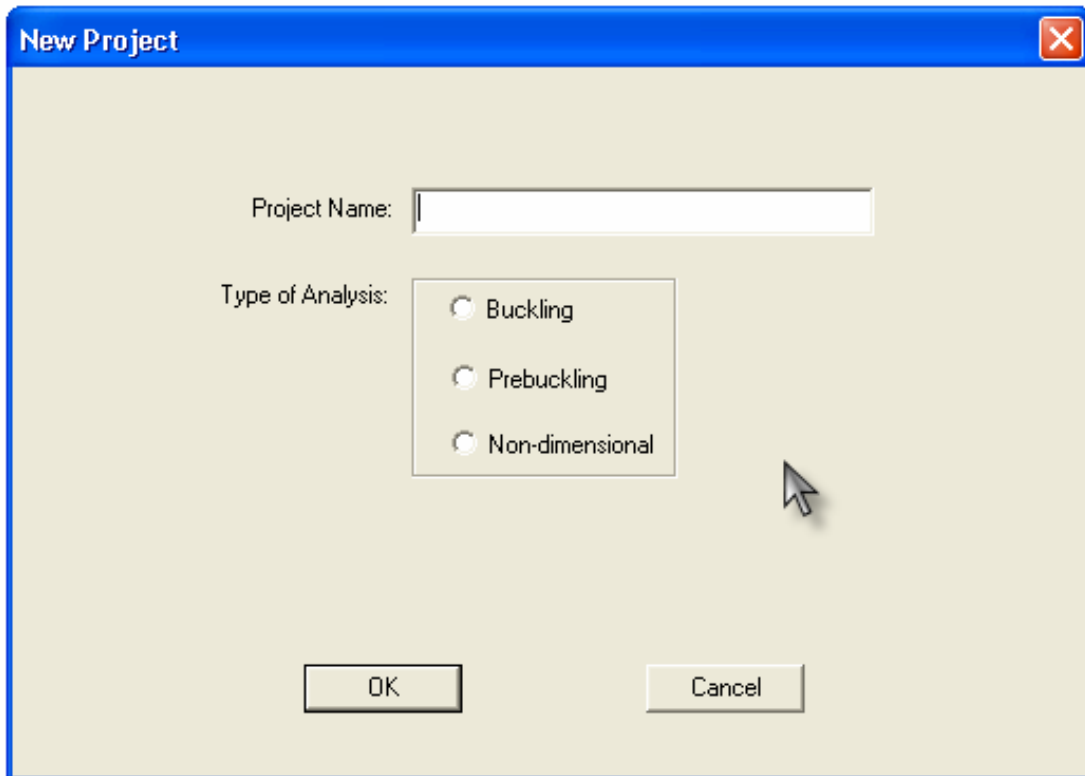 New Project
Project Name:
Type of Analysis:
Buckling
Prebuckling
Non-dimensional
OK
Cancel